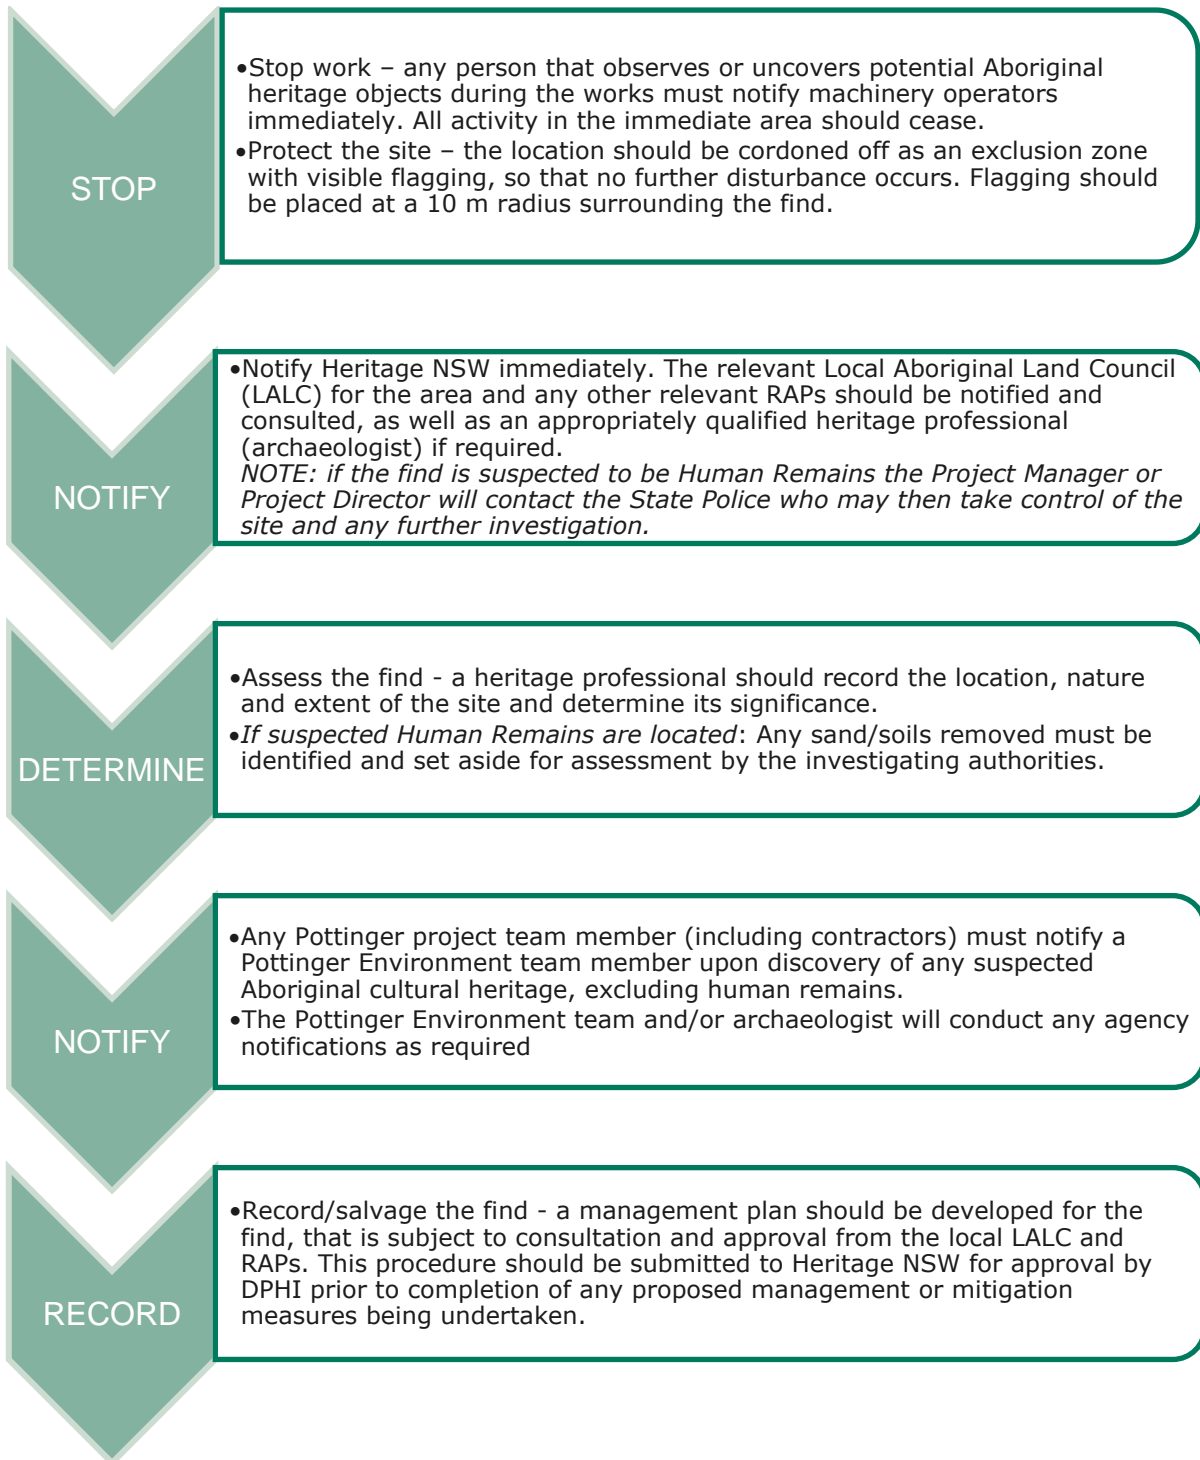 STOP
•Stop work – any person that observes or uncovers potential Aboriginal
heritage objects during the works must notify machinery operators
immediately. All activity in the immediate area should cease.
•Protect the site – the location should be cordoned off as an exclusion zone
with visible flagging, so that no further disturbance occurs. Flagging should
be placed at a 10 m radius surrounding the find.
NOTIFY
•Notify Heritage NSW immediately. The relevant Local Aboriginal Land Council
(LALC) for the area and any other relevant RAPs should be notified and
consulted, as well as an appropriately qualified heritage professional
(archaeologist) if required.
NOTE: if the find is suspected to be Human Remains the Project Manager or
Project Director will contact the State Police who may then take control of the
site and any further investigation.
DETERMINE
•Assess the find - a heritage professional should record the location, nature
and extent of the site and determine its significance.
•If suspected Human Remains are located: Any sand/soils removed must be
identified and set aside for assessment by the investigating authorities.
NOTIFY
•Any Pottinger project team member (including contractors) must notify a
Pottinger Environment team member upon discovery of any suspected
Aboriginal cultural heritage, excluding human remains.
•The Pottinger Environment team and/or archaeologist will conduct any agency
notifications as required
RECORD
•Record/salvage the find - a management plan should be developed for the
find, that is subject to consultation and approval from the local LALC and
RAPs. This procedure should be submitted to Heritage NSW for approval by
DPHI prior to completion of any proposed management or mitigation
measures being undertaken.